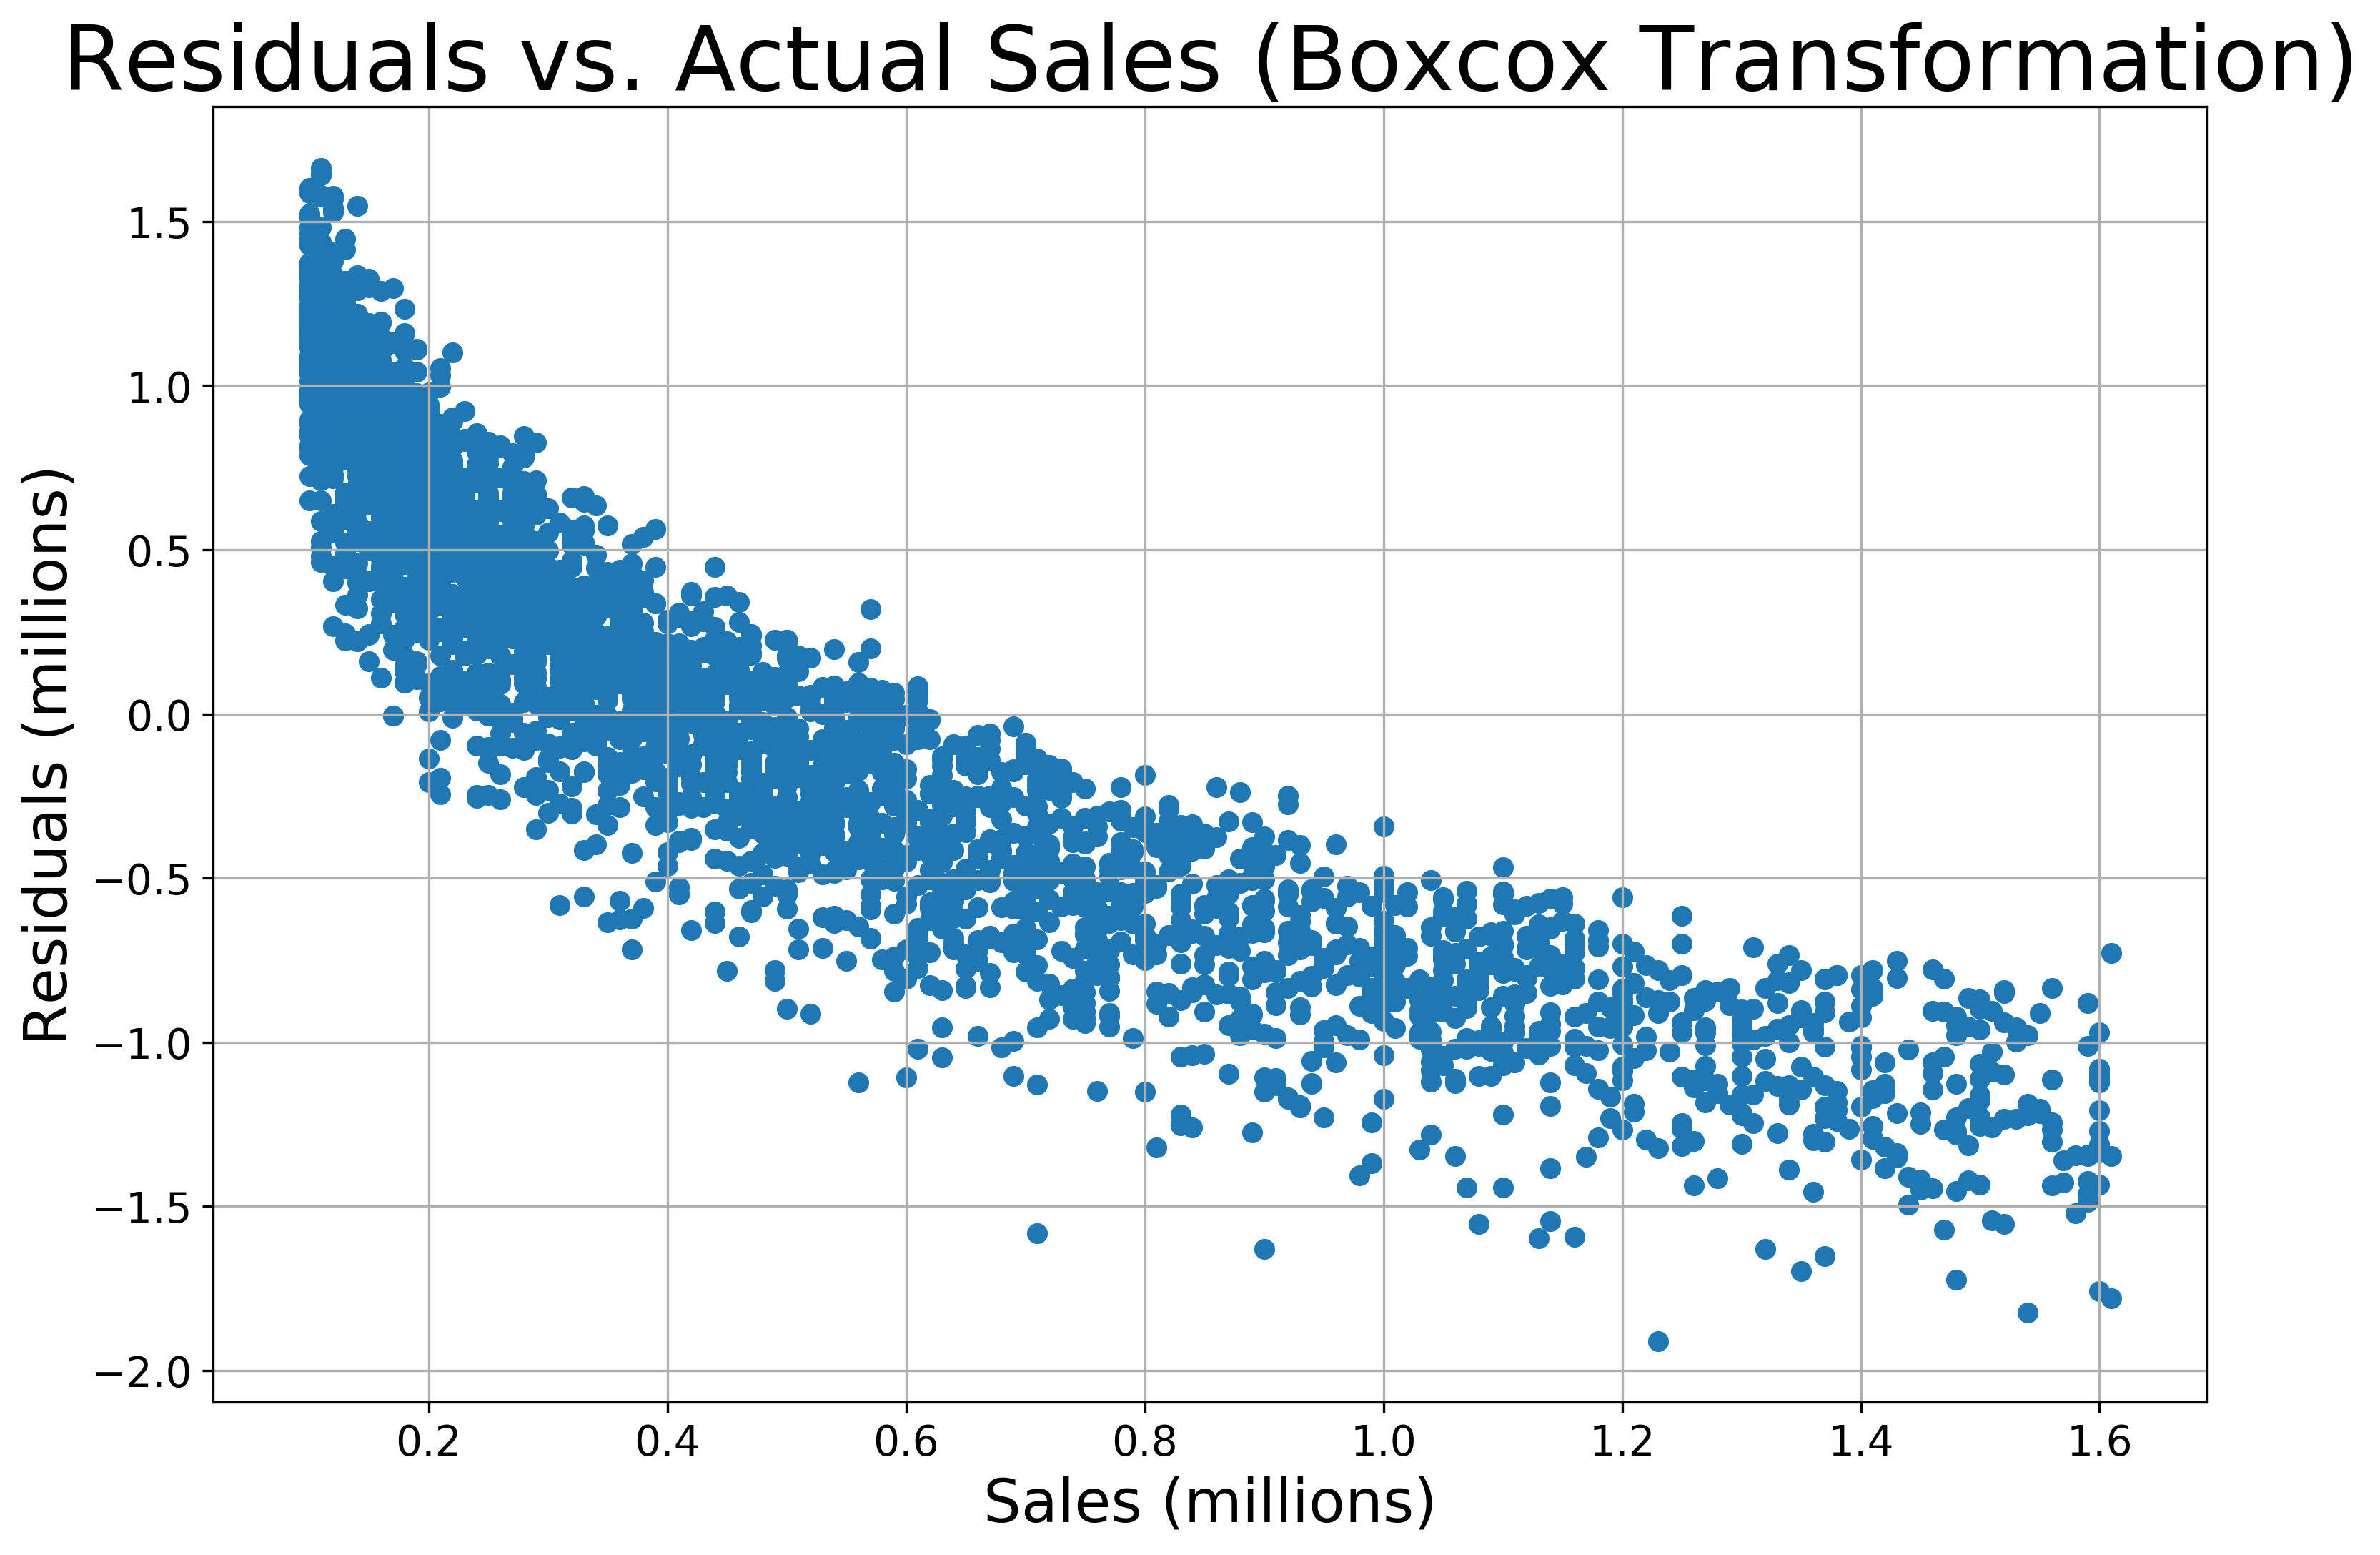 Residuals vs. Actual Sales (Boxcox Transformation)
1.5
1.0
0.5
0.0
−0.5
−1.0
−1.5
−2.0
Residuals (millions)
0.2 0.4 0.6 0.8 1.0 1.2 1.4 1.6
Sales (millions)